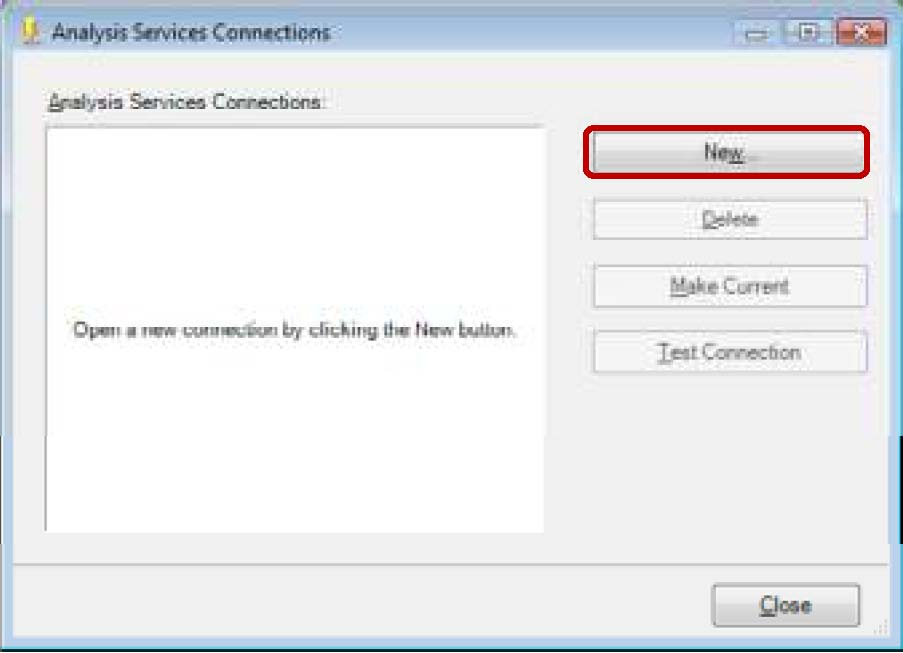 Analysis Services Connections
Analysis Services Connections:
New...
Delete
Make Current
Open a new connection by clicking the New button.
Test Connection
Close